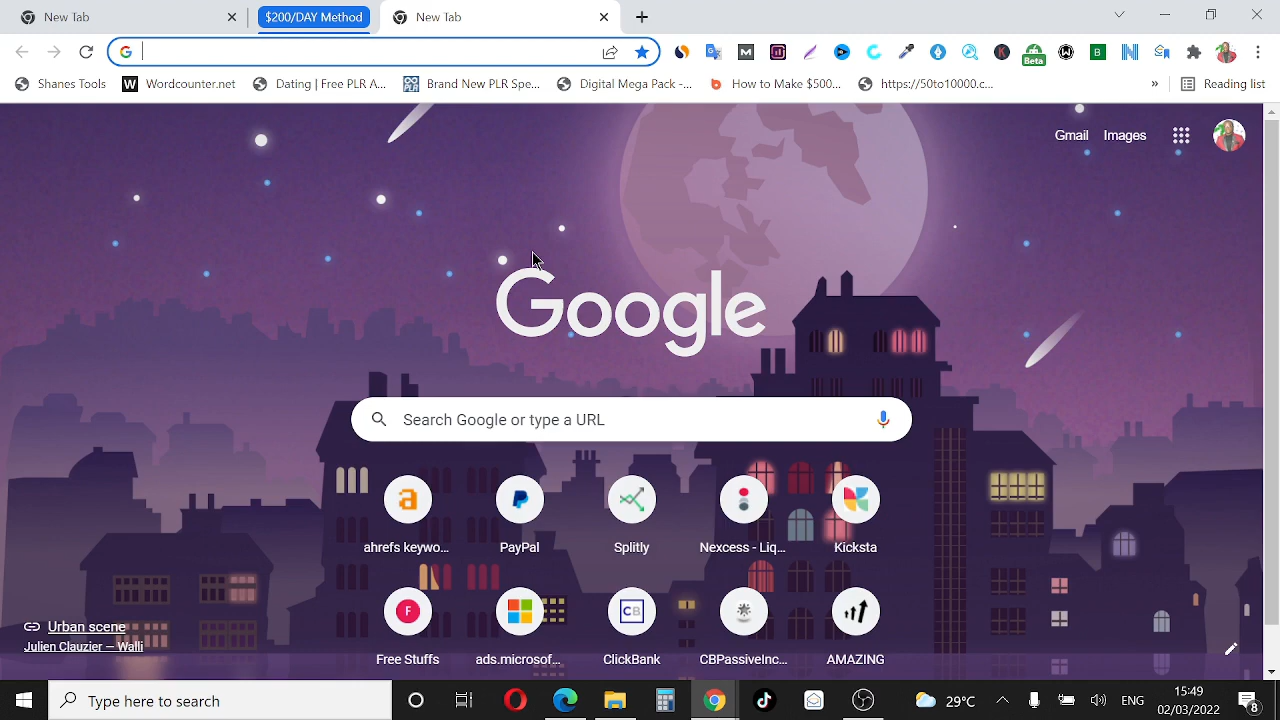 New Tab
$200/DAY Method
New Tab
Shanes Tools
Wordcounter.net
Dating | Free PLR A...
Brand New PLR Spe...
Digital Mega Pack -...
How to Make $500...
https://50to10000.c...
»
Reading list
Beta
Gmail
Images
Google
Search Google or type a URL
ahrefs keywo...
PayPal
Splitly
Nexcess - Liq...
Kicksta
Free Stuffs
ads.microsof...
ClickBank
CBPassiveInc...
AMAZING
Urban scene
Julien Clauzier — Walli
Type here to search
29°C
ENG
15:49
02/03/2022